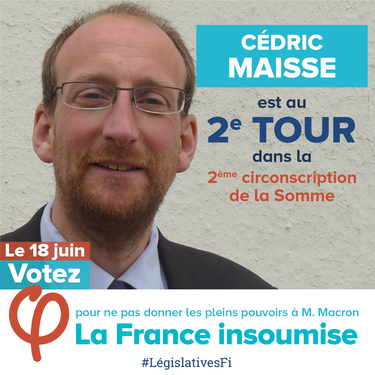 CÉDRIC
MAISSE
est au
2e TOUR
dans la
2ème circonscription
de la Somme
Le 18 juin
Votez
φ
pour ne pas donner les pleins pouvoirs à M. Macron
La France insoumise
#LégislativesFi